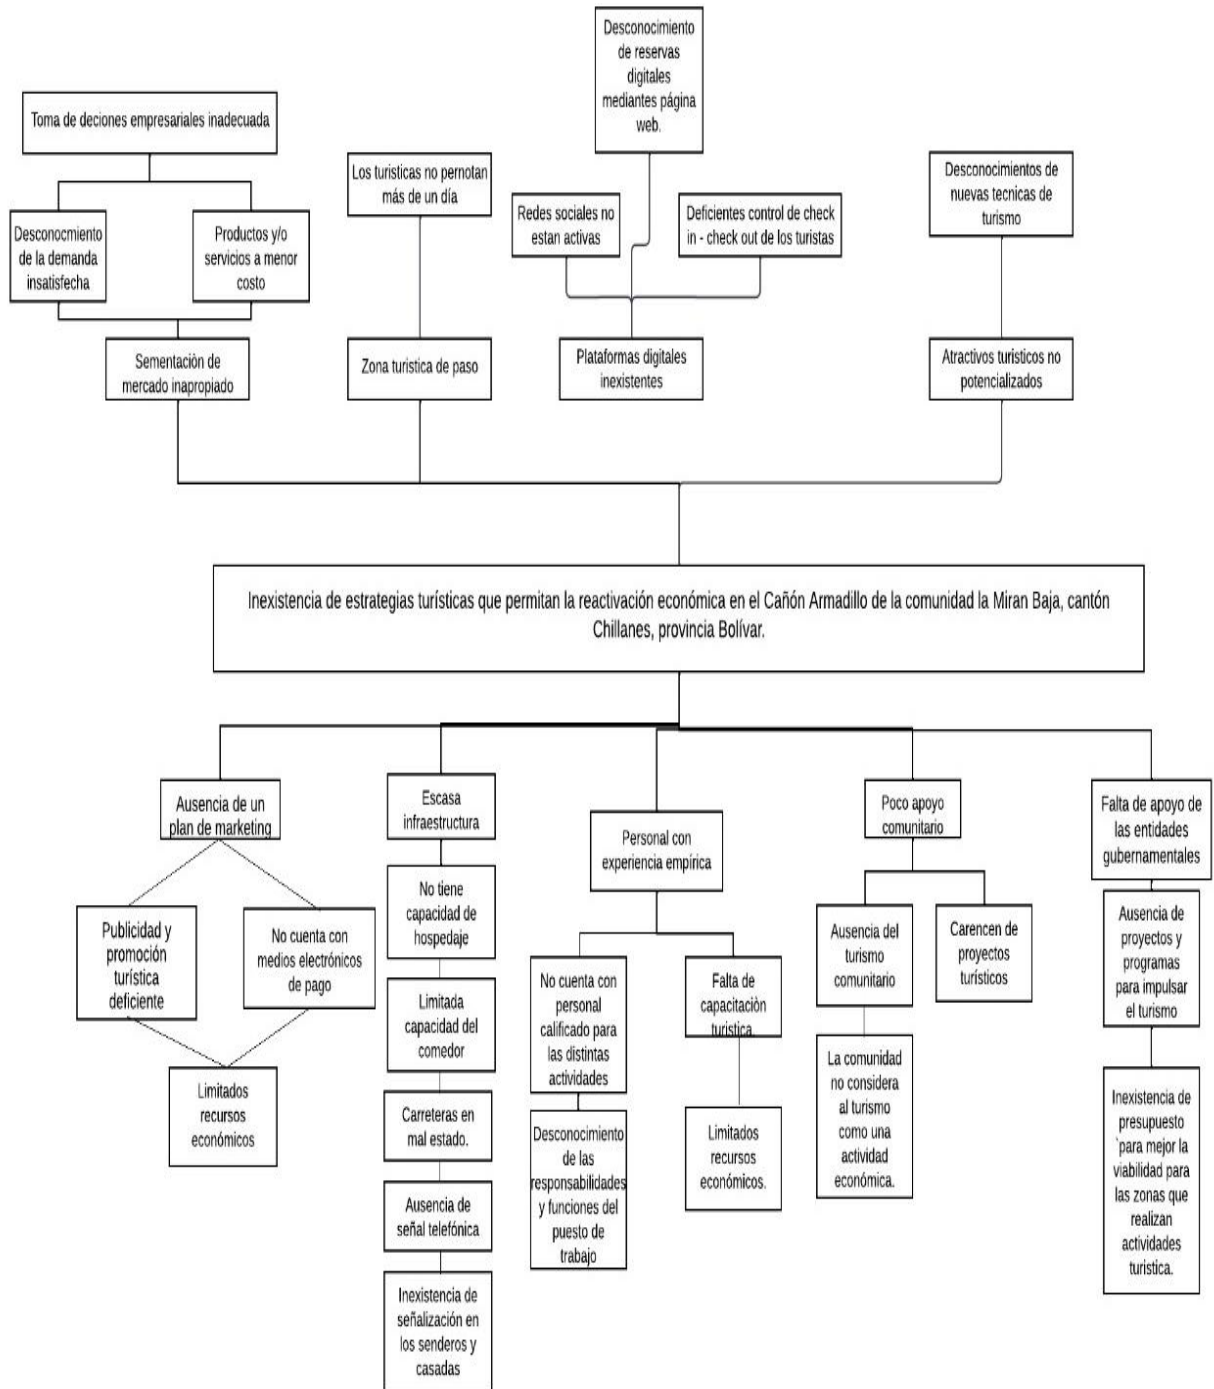 Desconocimiento
de reservas
digitales
mediantes página
web.
Toma de deciones empresariales inadecuada
Los turisticas no pernotan
más de un día
Desconocimientos de
nuevas tecnicas de
turismo
Redes sociales no
estan activas
Deficientes control de check
in - check out de los turistas
Desconocmiento
de la demanda
insatisfecha
Productos y/o
servicios a menor
costo
Sementaciòn de
mercado inapropiado
Zona turistica de paso
Plataformas digitales
inexistentes
Atractivos turisticos no
potencializados
Inexistencia de estrategias turísticas que permitan la reactivación económica en el Cañón Armadillo de la comunidad la Miran Baja, cantón
Chillanes, provincia Bolívar.
Ausencia de un
plan de marketing
Escasa
infraestructura
Personal con
experiencia empírica
Poco apoyo
comunitario
Falta de apoyo de
las entidades
gubernamentales
Publicidad y
promoción
turística
deficiente
No cuenta con
medios electrónicos
de pago
Limitados
recursos
económicos
No tiene
capacidad de
hospedaje
Limitada
capacidad del
comedor
Carreteras en
mal estado.
Ausencia de
señal telefónica
Inexistencia de
señalización en
los senderos y
casadas
No cuenta con
personal
calificado para
las distintas
actividades
Desconocimiento
de las
responsabilidades
y funciones del
puesto de
trabajo
Falta de
capacitaciòn
turistica.
Limitados
recursos
económicos.
Ausencia del
turismo
comunitario
La comunidad
no considera
al turismo
como una
actividad
económica.
Carencen de
proyectos
turísticos
Ausencia de
proyectos y
programas
para impulsar
el turismo
Inexistencia de
presupuesto
`para mejor la
viabilidad para
las zonas que
realizan
actividades
turistica.